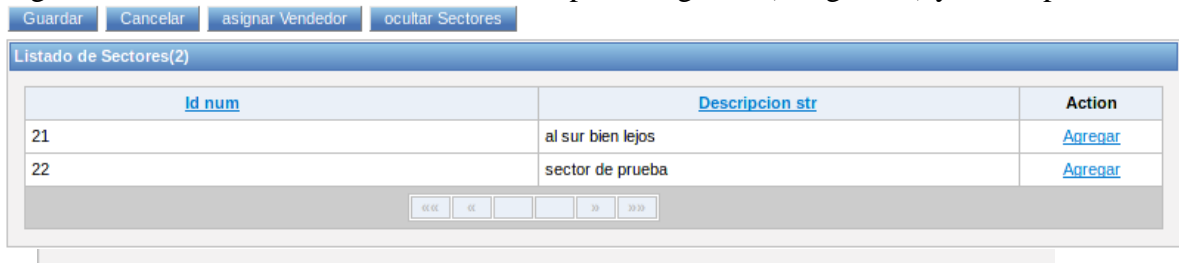 Guardar Cancelar asignar Vendedor ocultar Sectores
Listado de Sectores(2)
Id num Descripcion str Action
21 al sur bien lejos Agregar
22 sector de prueba Agregar
«« « » »»